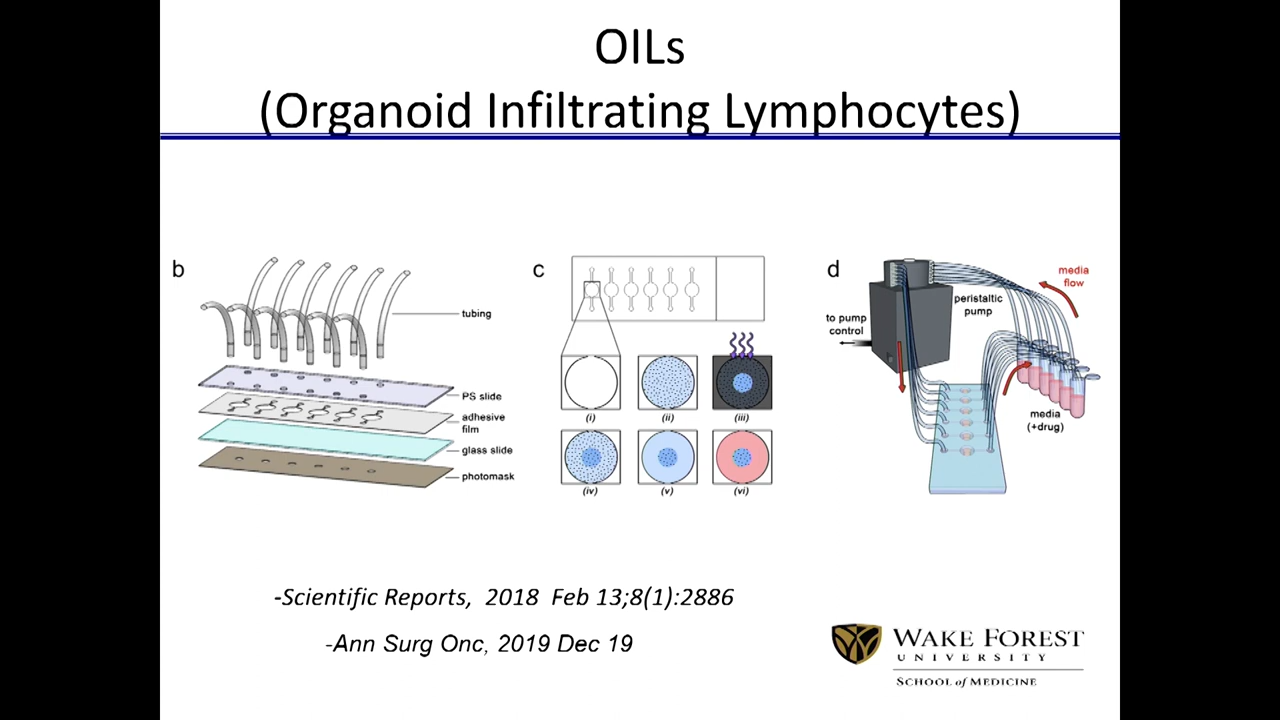 OILs
(Organoid Infiltrating Lymphocytes)
b
tubing
PS slide
adhesive
film
glass slide
photomask
c
(i)
(ii)
(iii)
(iv)
(v)
(vi)
d
media
flow
peristaltic
pump
to pump
control
media
(+drug)
-Scientific Reports,  2018  Feb 13;8(1):2886
-Ann Surg Onc, 2019 Dec 19
WAKE FOREST
UNIVERSITY
SCHOOL of MEDICINE